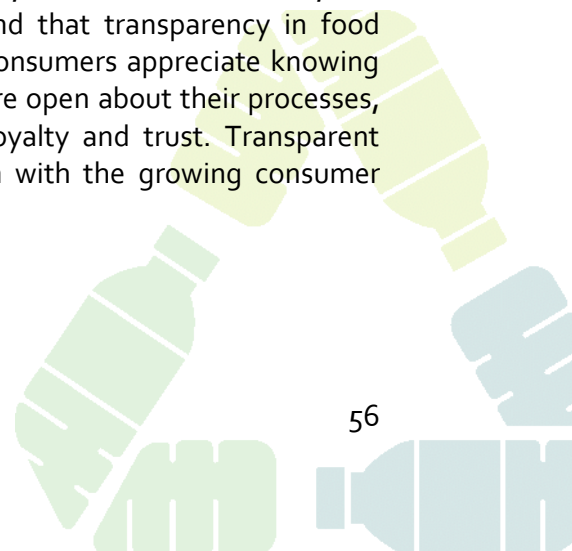 nd that transparency in food
onsumers appreciate knowing
re open about their processes,
oyalty and trust. Transparent
with the growing consumer
56